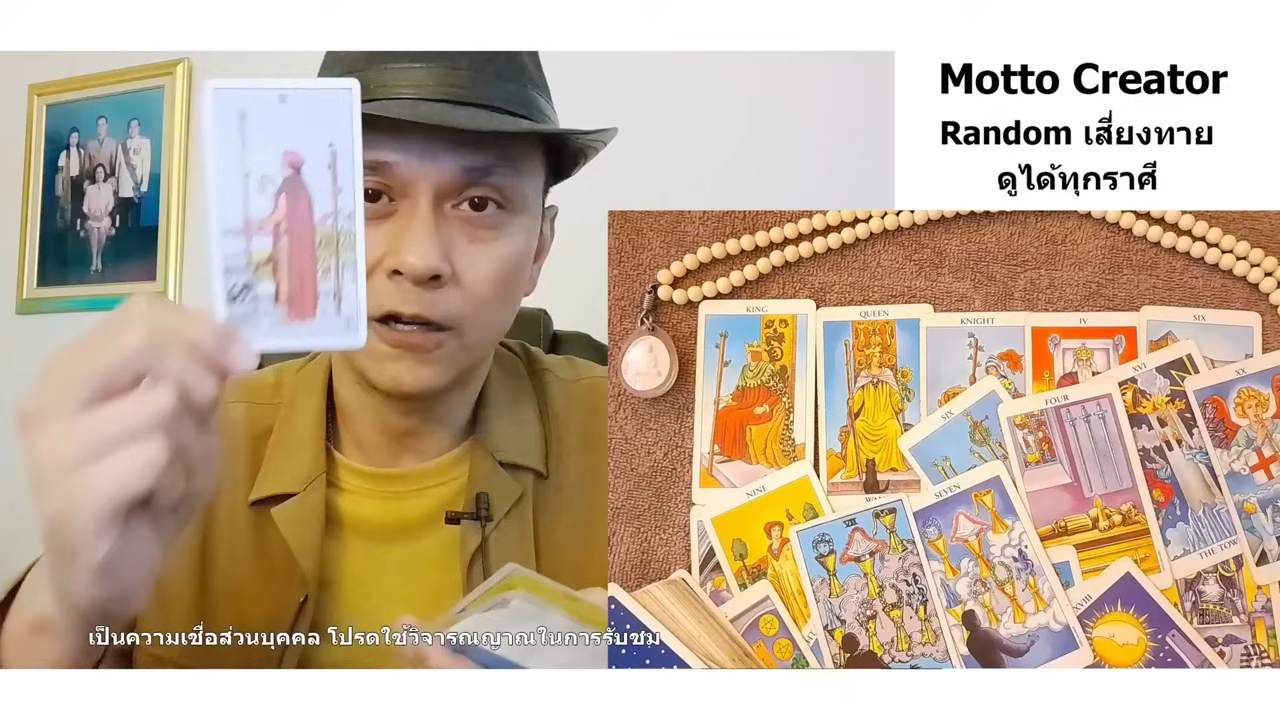 Motto Creator
Random เสี่ยงทาย
ดูได้ทุกราศี
KING
QUEEN
KNIGHT
IV
SIX
XVI
XX
SIX
FOUR
NINE
SEVEN
VII
THE TOW
XVIII
เป็นความเชื่อส่วนบุคคล โปรดใช้วิจารณญาณในการรับชม